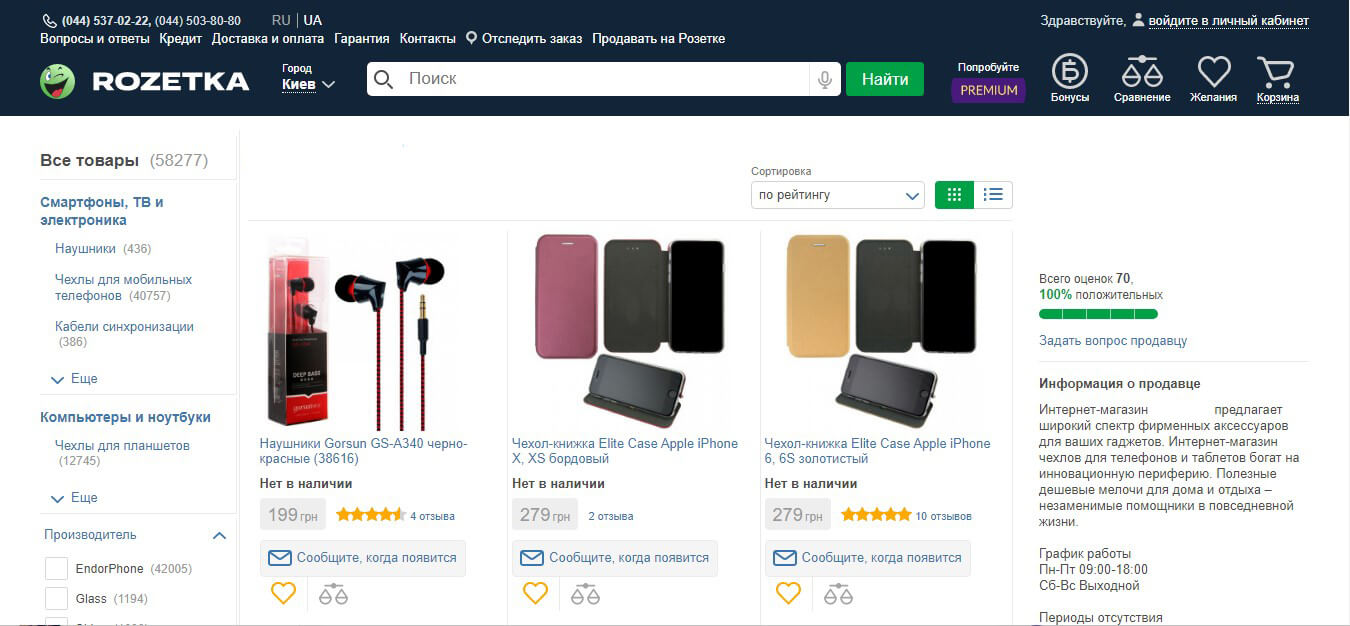 (044) 537-02-22, (044) 503-80-80 RU UA
Здравствуйте, войдите в личный кабинет
Вопросы и ответы Кредит Доставка и оплата Гарантия Контакты Отследить заказ Продавать на Розетке
ROZETKA
Город
Киев
Поиск
Найти
Попробуйте
PREMIUM
Бонусы Сравнение Желания Корзина
Все товары (58277)
Смартфоны, ТВ и
электроника
Наушники (436)
Чехлы для мобильных
телефонов (40757)
Кабели синхронизации
(386)
Еще
Компьютеры и ноутбуки
Чехлы для планшетов
(12745)
Еще
Производитель
EndorPhone (42005)
Glass (1194)
Сортировка
по рейтингу
DEEP BASS
gorsun
Наушники Gorsun GS-A340 черно-
красные (38616)
Нет в наличии
199 грн
4 отзыва
Сообщите, когда появится
Чехол-книжка Elite Case Apple iPhone
X, XS бордовый
Нет в наличии
279 грн
2 отзыва
Сообщите, когда появится
Чехол-книжка Elite Case Apple iPhone
6, 6S золотистый
Нет в наличии
279 грн
10 отзывов
Сообщите, когда появится
Всего оценок 70,
100% положительных
Задать вопрос продавцу
Информация о продавце
Интернет-магазин предлагает
широкий спектр фирменных аксессуаров
для ваших гаджетов. Интернет-магазин
чехлов для телефонов и таблетов богат на
инновационную периферию. Полезные
дешевые мелочи для дома и отдыха –
незаменимые помощники в повседневной
жизни.
График работы
Пн-Пт 09:00-18:00
Сб-Вс Выходной
Периоды отсутствия